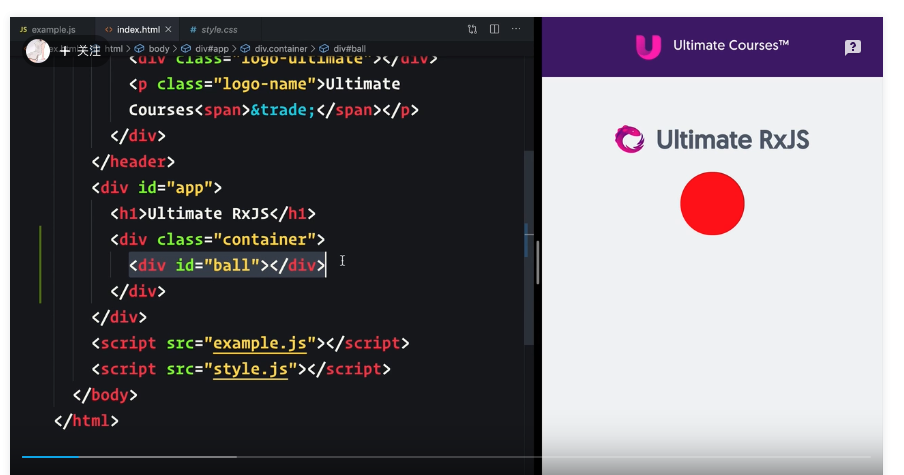 JS example.js
<> index.html ×
# style.css
···
+ 关注
ex
html > body > div#app > div.container > div#ball
<div class="logo-ultimate"></div>
<p class="logo-name">Ultimate
Courses<span>&trade;</span></p>
</div>
</header>
<div id="app">
<h1>Ultimate RxJS</h1>
<div class="container">
<div id="ball"></div>
</div>
</div>
<script src="example.js"></script>
<script src="style.js"></script>
</body>
</html>
Ultimate Courses™
?
Ultimate RxJS